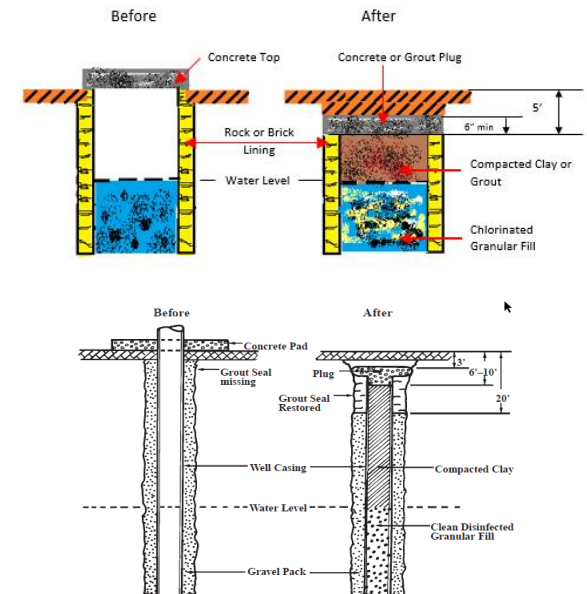 Before
After
Concrete Top
Concrete or Grout Plug
5'
6" min
Rock or Brick
Lining
Compacted Clay or
Grout
Water Level
Chlorinated
Granular Fill
Before
After
Concrete Pad
Grout Seal
missing
Plug
3'
6'–10'
Grout Seal
Restored
20'
Well Casing
Compacted Clay
Water Level
Clean Disinfected
Granular Fill
Gravel Pack